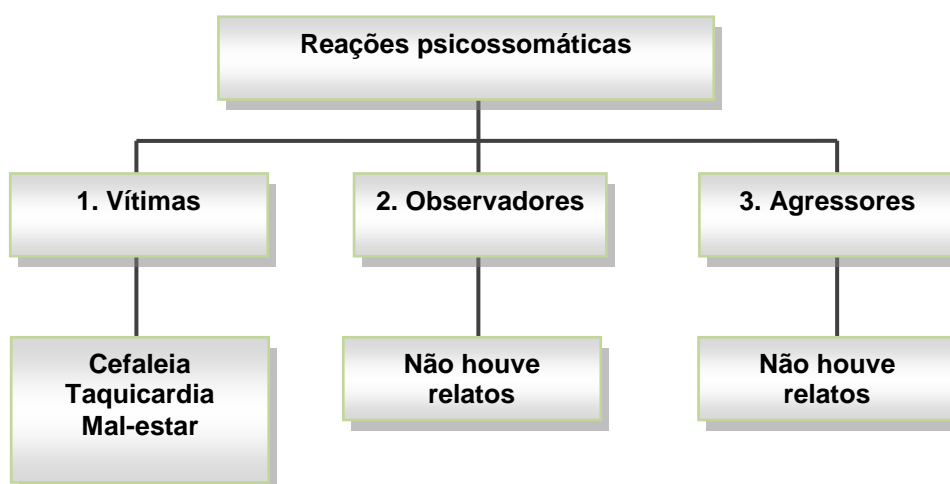 Reações psicossomáticas
1. Vítimas
2. Observadores
3. Agressores
Cefaleia
Taquicardia
Mal-estar
Não houve
relatos
Não houve
relatos